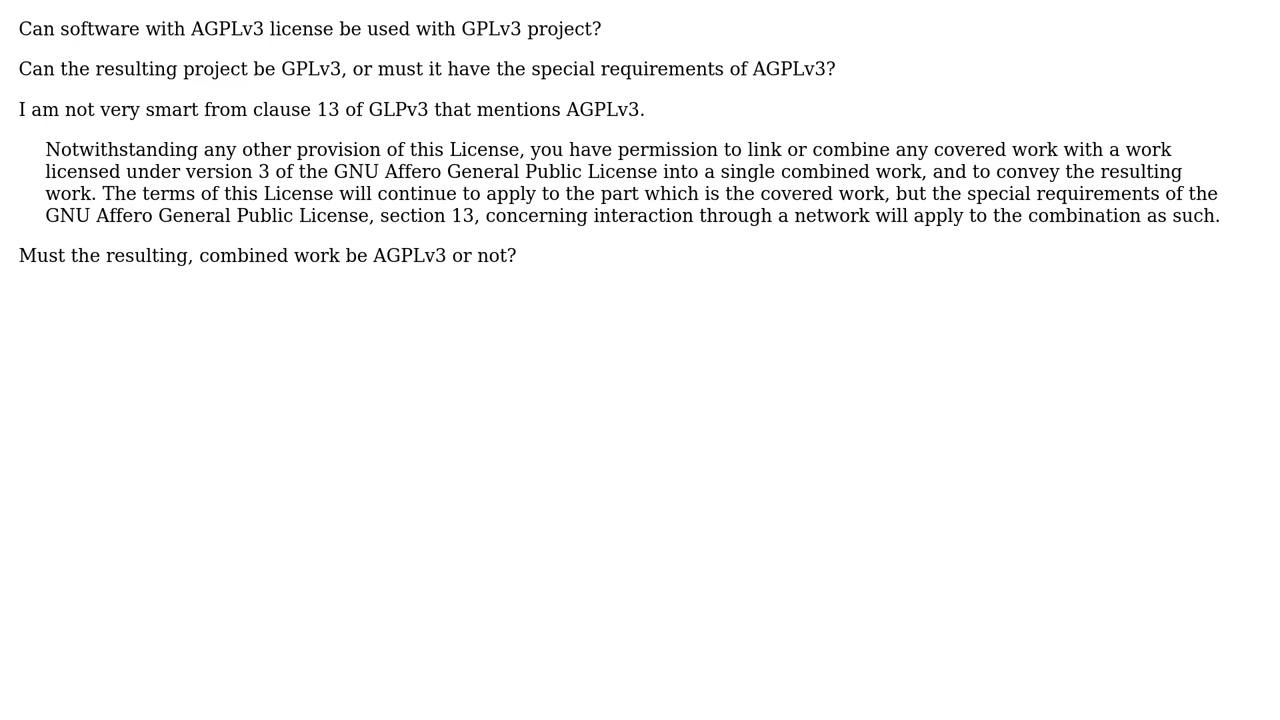 Can software with AGPLv3 license be used with GPLv3 project?
Can the resulting project be GPLv3, or must it have the special requirements of AGPLv3?
I am not very smart from clause 13 of GLPv3 that mentions AGPLv3.
Notwithstanding any other provision of this License, you have permission to link or combine any covered work with a work
licensed under version 3 of the GNU Affero General Public License into a single combined work, and to convey the resulting
work. The terms of this License will continue to apply to the part which is the covered work, but the special requirements of the
GNU Affero General Public License, section 13, concerning interaction through a network will apply to the combination as such.
Must the resulting, combined work be AGPLv3 or not?